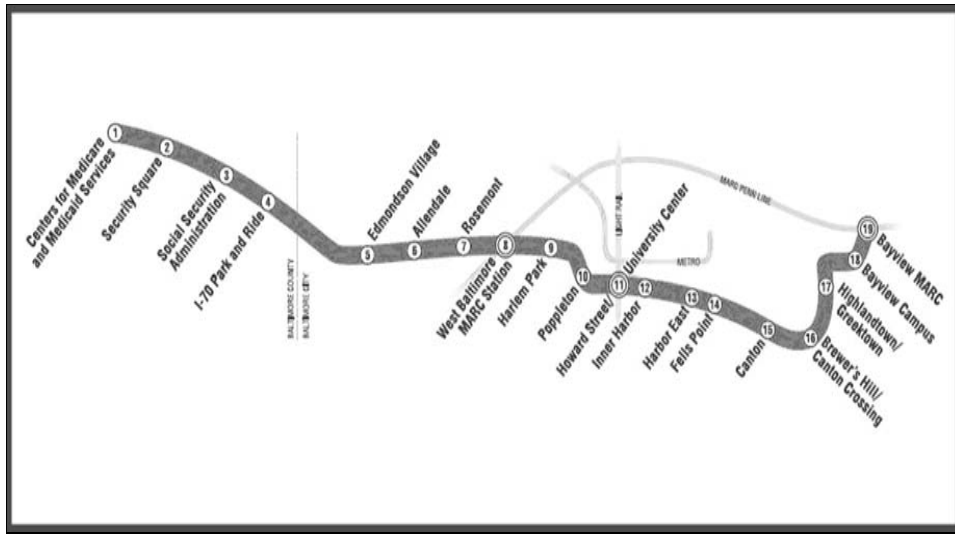 1
Centers for Medicare
and Medicaid Services
2
Security Square
3
Social Security
Administration
4
I-70 Park and Ride
BALTIMORE COUNTY
BALTIMORE CITY
5
Edmondson Village
6
Allendale
7
Rosemont
8
West Baltimore
MARC Station
9
Harlem Park
10
Poppleton
11
Howard Street/
University Center
12
Inner Harbor
13
Harbor East
14
Fells Point
15
Canton
16
Brewer's Hill/
Canton Crossing
17
Highlandtown/
Greektown
18
Bayview Campus
19
Bayview MARC
LIGHT RAIL
METRO
MARC PENN LINE